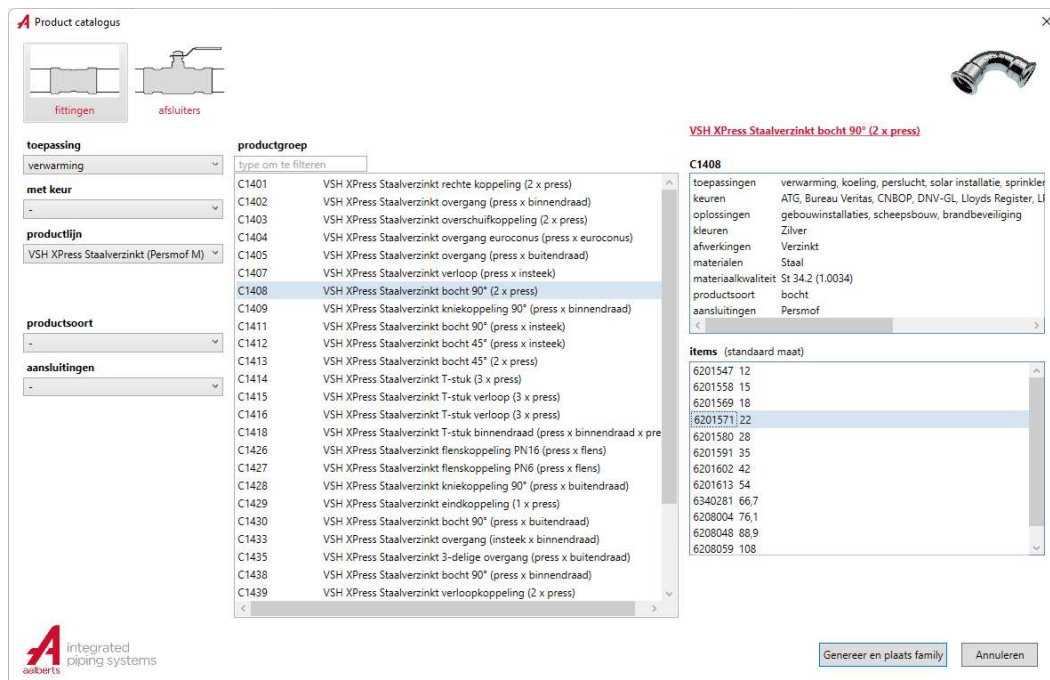 Product catalogus
fittingen
afsluiters
toepassing
verwarming
met keur
-
productlijn
VSH XPress Staalverzinkt (Persmof M)
productsoort
-
aansluitingen
-
productgroep
type om te filteren
C1401 VSH XPress Staalverzinkt rechte koppeling (2 x press)
C1402 VSH XPress Staalverzinkt overgang (press x binnendraad)
C1403 VSH XPress Staalverzinkt overschuifkoppeling (2 x press)
C1404 VSH XPress Staalverzinkt overgang euroconus (press x euroconus)
C1405 VSH XPress Staalverzinkt overgang (press x buitendraad)
C1407 VSH XPress Staalverzinkt verloop (press x insteek)
C1408 VSH XPress Staalverzinkt bocht 90° (2 x press)
C1409 VSH XPress Staalverzinkt kniekoppeling 90° (press x binnendraad)
C1411 VSH XPress Staalverzinkt bocht 90° (press x insteek)
C1412 VSH XPress Staalverzinkt bocht 45° (press x insteek)
C1413 VSH XPress Staalverzinkt bocht 45° (2 x press)
C1414 VSH XPress Staalverzinkt T-stuk (3 x press)
C1415 VSH XPress Staalverzinkt T-stuk verloop (3 x press)
C1416 VSH XPress Staalverzinkt T-stuk verloop (3 x press)
C1418 VSH XPress Staalverzinkt T-stuk binnendraad (press x binnendraad x pre
C1426 VSH XPress Staalverzinkt flenskoppeling PN16 (press x flens)
C1427 VSH XPress Staalverzinkt flenskoppeling PN6 (press x flens)
C1428 VSH XPress Staalverzinkt kniekoppeling 90° (press x buitendraad)
C1429 VSH XPress Staalverzinkt eindkoppeling (1 x press)
C1430 VSH XPress Staalverzinkt bocht 90° (press x buitendraad)
C1433 VSH XPress Staalverzinkt overgang (insteek x binnendraad)
C1435 VSH XPress Staalverzinkt 3-delige overgang (press x buitendraad)
C1438 VSH XPress Staalverzinkt bocht 90° (press x binnendraad)
C1439 VSH XPress Staalverzinkt verloopkoppeling (2 x press)
VSH XPress Staalverzinkt bocht 90° (2 x press)
C1408
toepassingen verwarming, koeling, perslucht, solar installatie, sprinkler
keuren ATG, Bureau Veritas, CNBOP, DNV-GL, Lloyds Register,
oplossingen gebouwinstallaties, scheepsbouw, brandbeveiliging
kleuren Zilver
afwerkingen Verzinkt
materialen Staal
materiaalkwaliteit St 34.2 (1.0034)
productsoort bocht
aansluitingen Persmof
items (standaard maat)
6201547 12
6201558 15
6201569 18
6201571 22
6201580 28
6201591 35
6201602 42
6201613 54
6340281 66,7
6208004 76,1
6208048 88,9
6208059 108
aalberts
integrated
piping systems
Genereer en plaats family
Annuleren